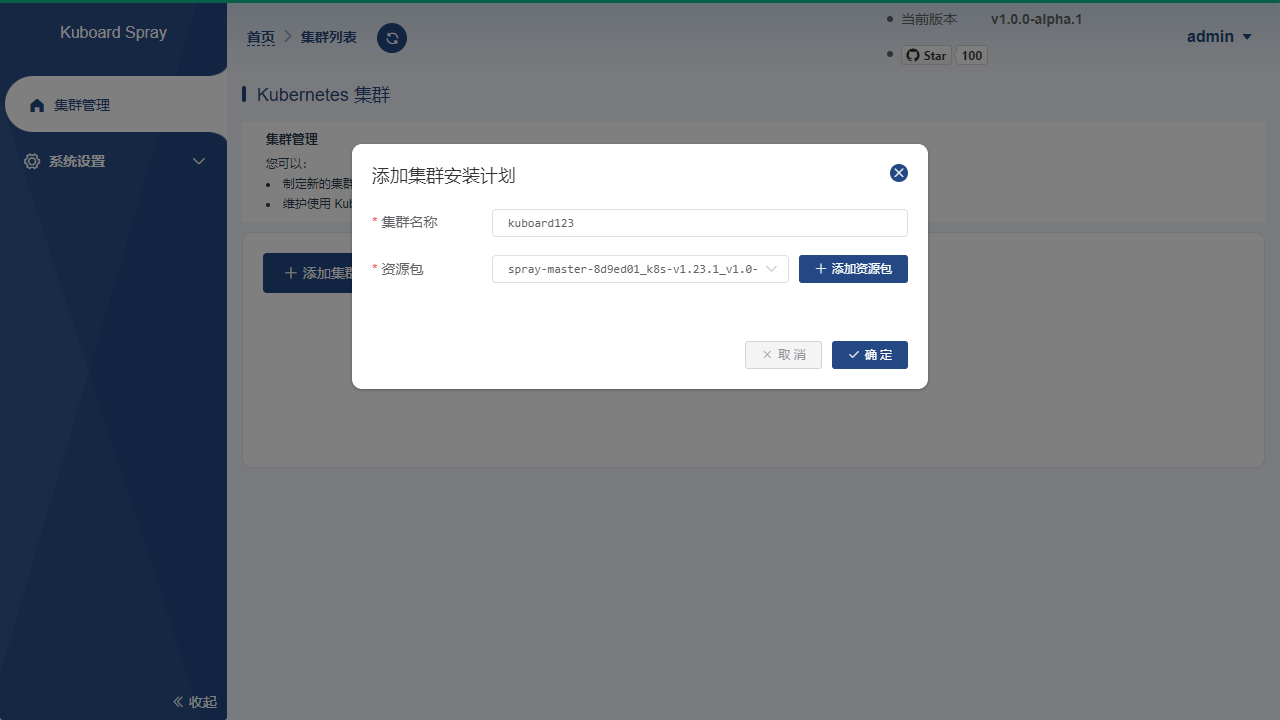 Kuboard Spray
首页 集群列表
当前版本 v1.0.0-alpha.1
Star 100
admin
集群管理
系统设置
收起
Kubernetes 集群
集群管理
您可以:
制定新的集群
维护使用 Kub
添加集群
添加集群安装计划
* 集群名称 kuboard123
* 资源包 spray-master-8d9ed01_k8s-v1.23.1_v1.0- 添加资源包
取 消 确 定